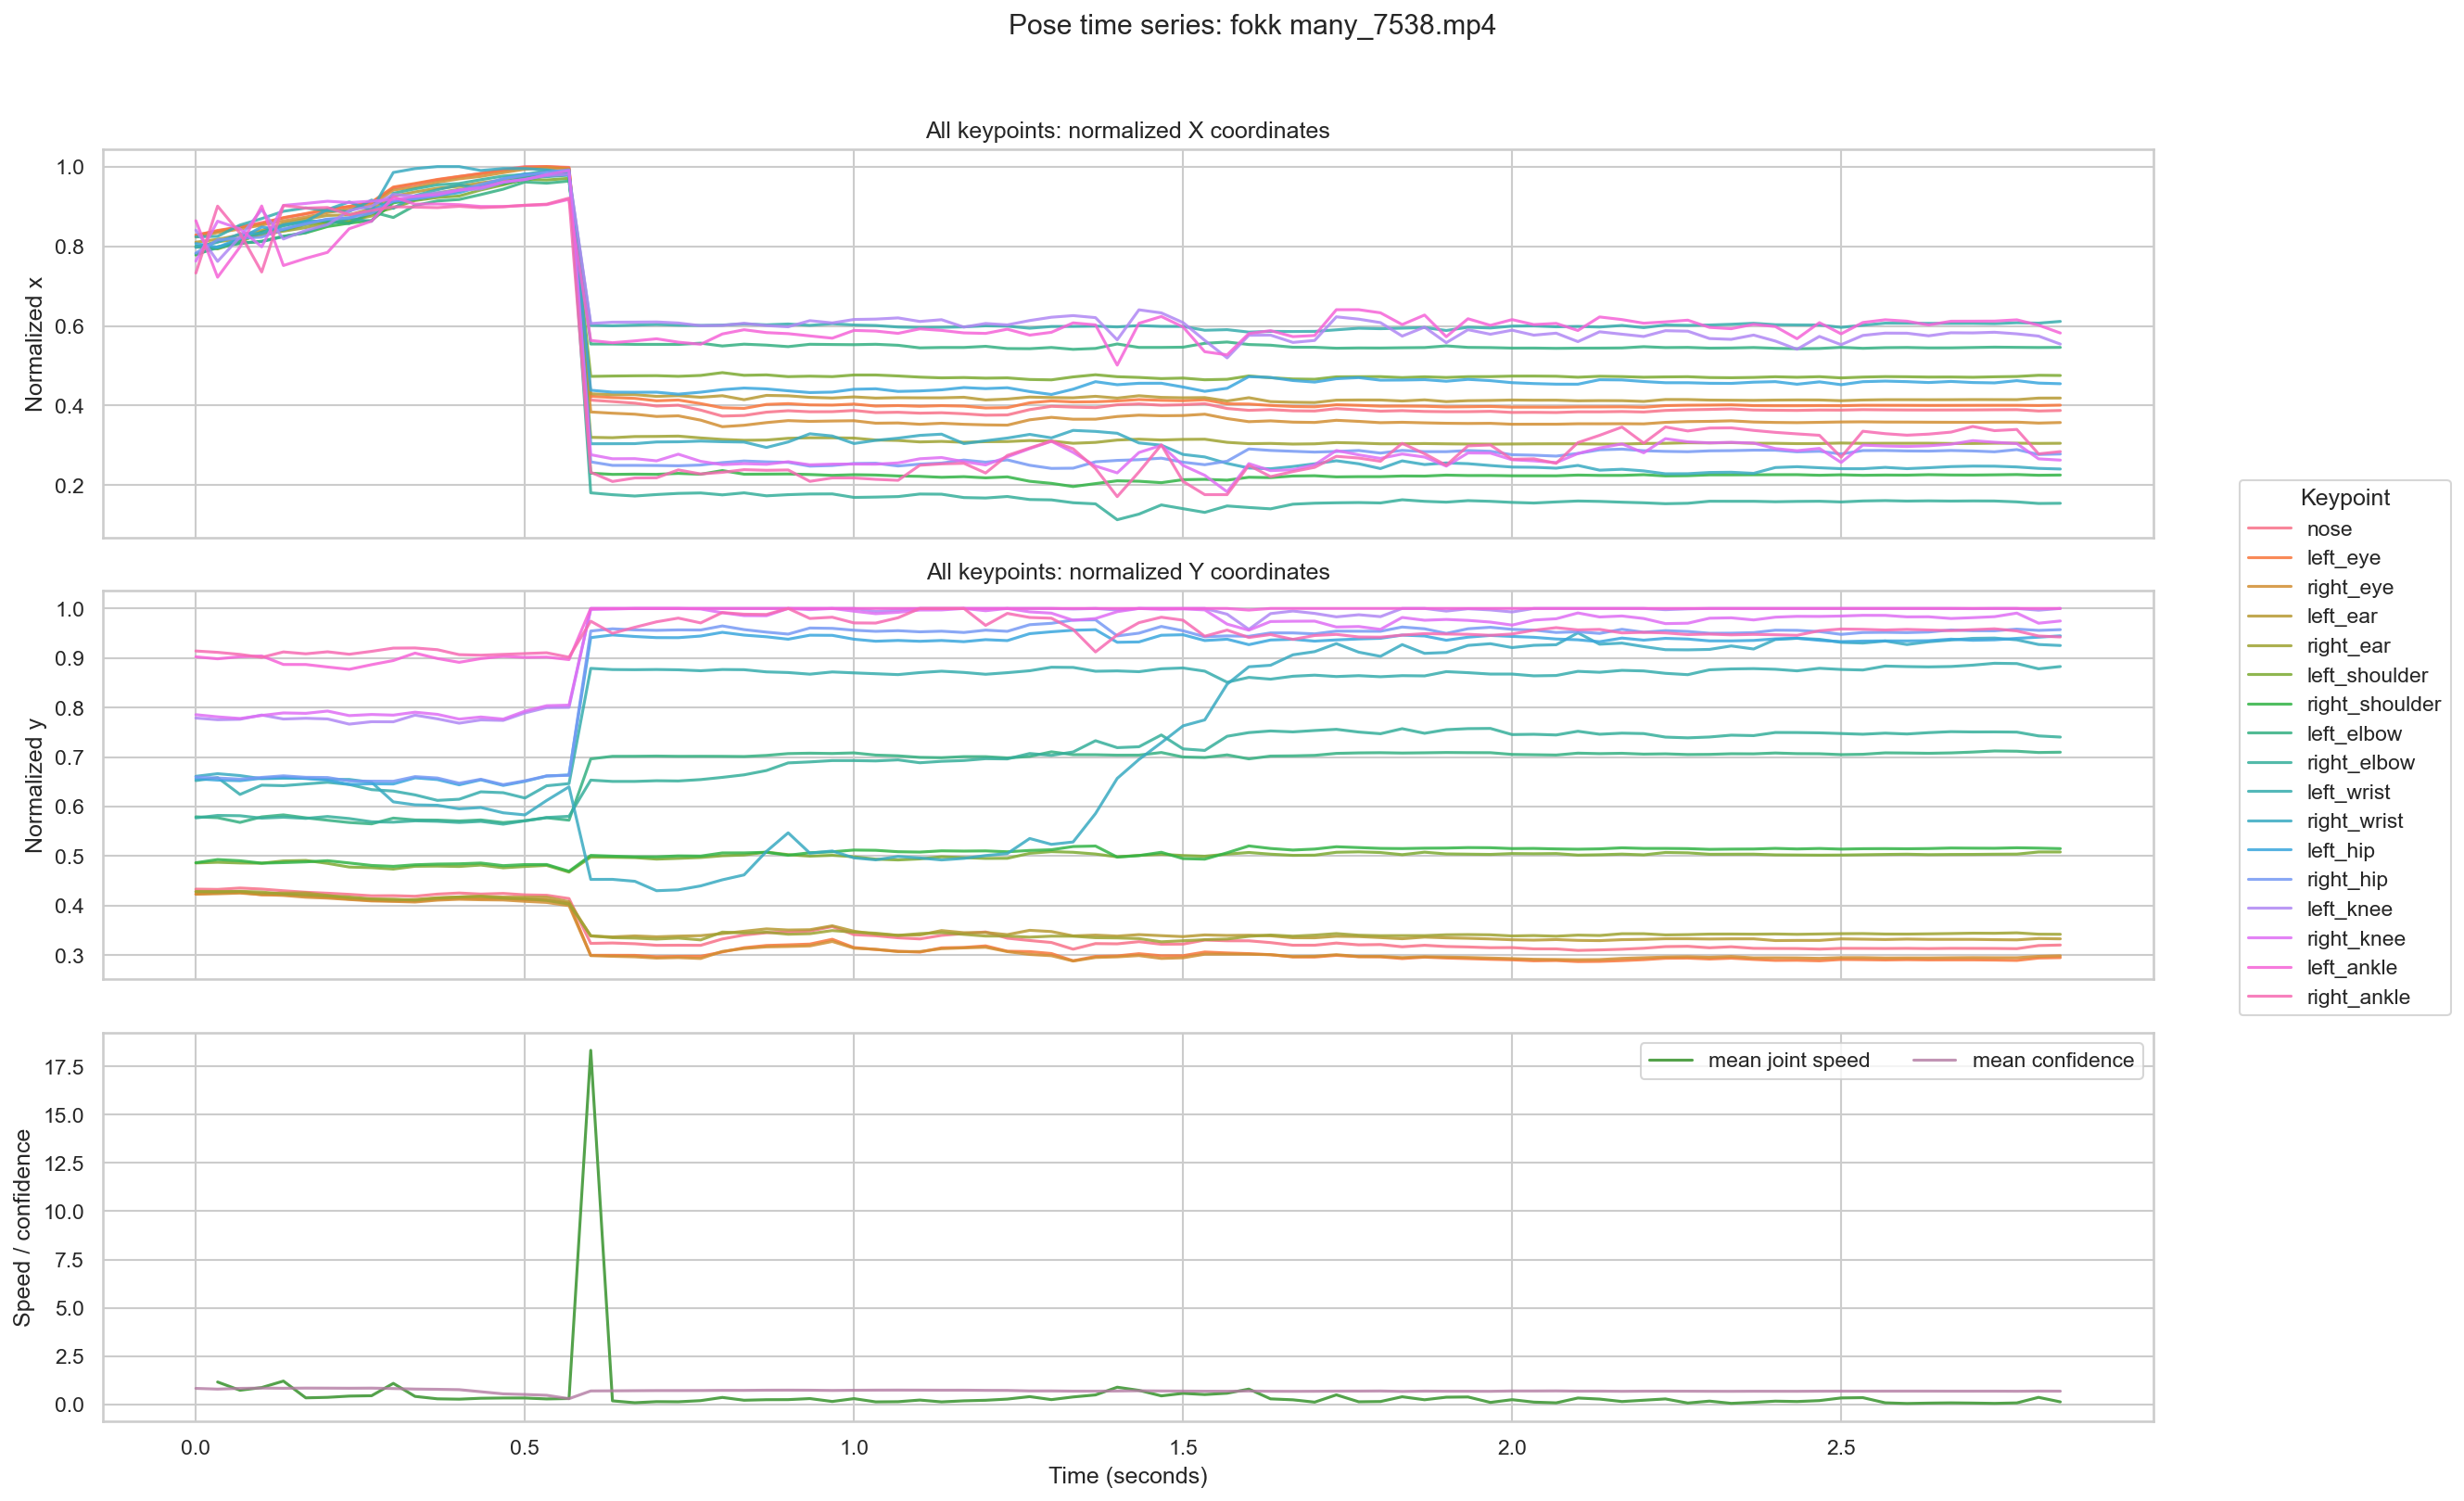 Pose time series: fokk many_7538.mp4
All keypoints: normalized X coordinates
Normalized x
1.0
0.8
0.6
0.4
0.2
All keypoints: normalized Y coordinates
Normalized y
1.0
0.9
0.8
0.7
0.6
0.5
0.4
0.3
Keypoint
nose
left_eye
right_eye
left_ear
right_ear
left_shoulder
right_shoulder
left_elbow
right_elbow
left_wrist
right_wrist
left_hip
right_hip
left_knee
right_knee
left_ankle
right_ankle
mean joint speed mean confidence
Speed / confidence
17.5
15.0
12.5
10.0
7.5
5.0
2.5
0.0
0.0 0.5 1.0 1.5 2.0 2.5
Time (seconds)